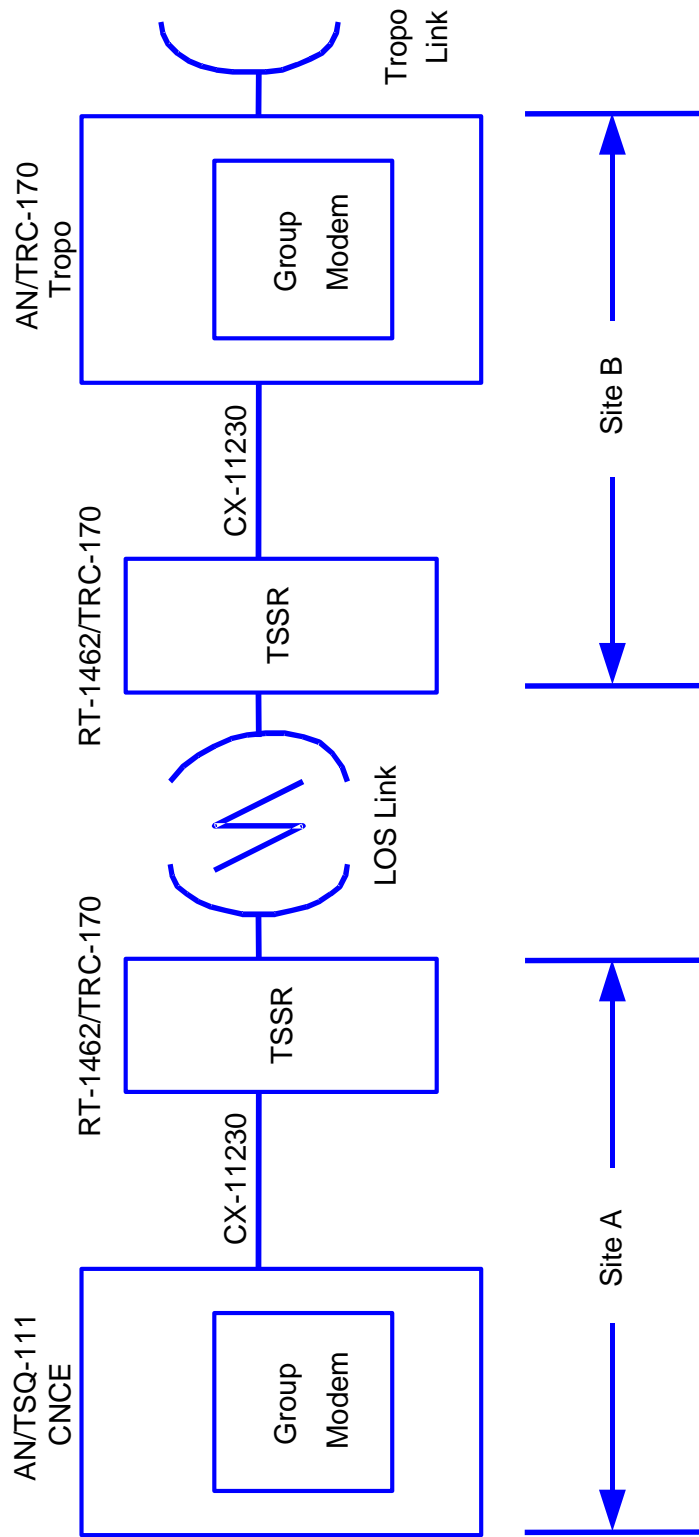 AN/TSQ-111
CNCE
Group
Modem
CX-11230
RT-1462/TRC-170
TSSR
LOS Link
RT-1462/TRC-170
TSSR
CX-11230
AN/TRC-170
Tropo
Group
Modem
Tropo
Link
Site A
Site B